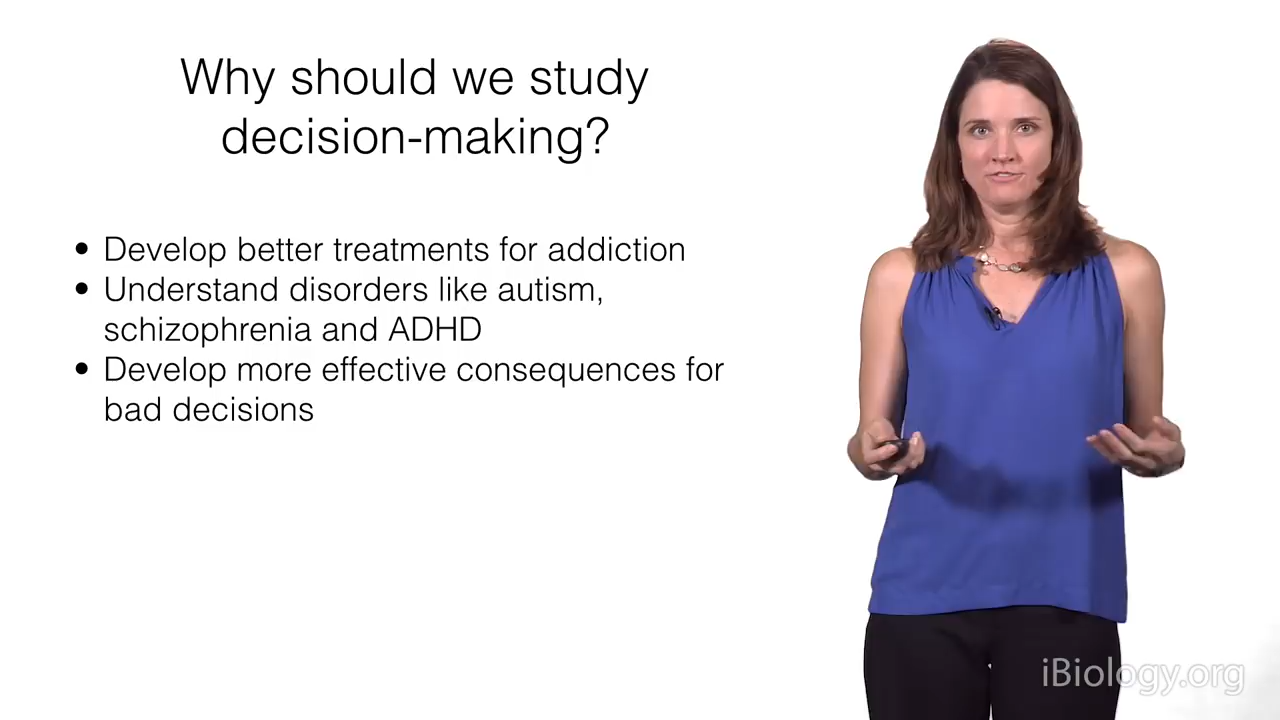 Why should we study
decision-making?
• Develop better treatments for addiction
• Understand disorders like autism,
schizophrenia and ADHD
• Develop more effective consequences for
bad decisions
iBiology.org